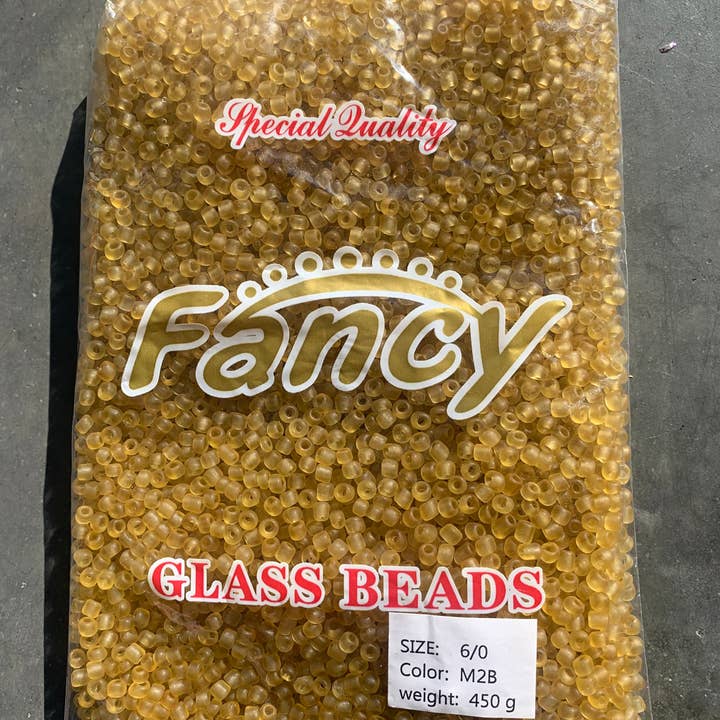 Special Quality
Fancy
GLASS BEADS
SIZE: 6/0
Color: M2B
weight: 450 g